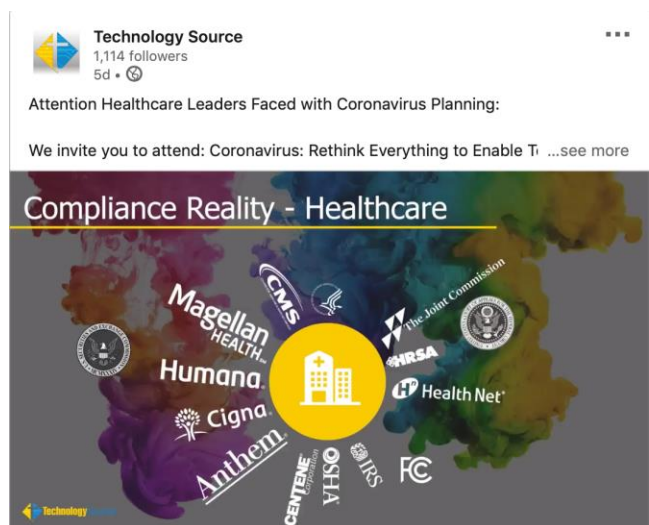 Technology Source
1,114 followers
5d •
Attention Healthcare Leaders Faced with Coronavirus Planning:
We invite you to attend: Coronavirus: Rethink Everything to Enable T ...see more
Compliance Reality - Healthcare
CMS
The Joint Commission
Magellan
HEALTH
HRSA
Humana
Health Net
Cigna
Anthem
CENTENE
Corporation
OSHA
IRS
FC
Technology